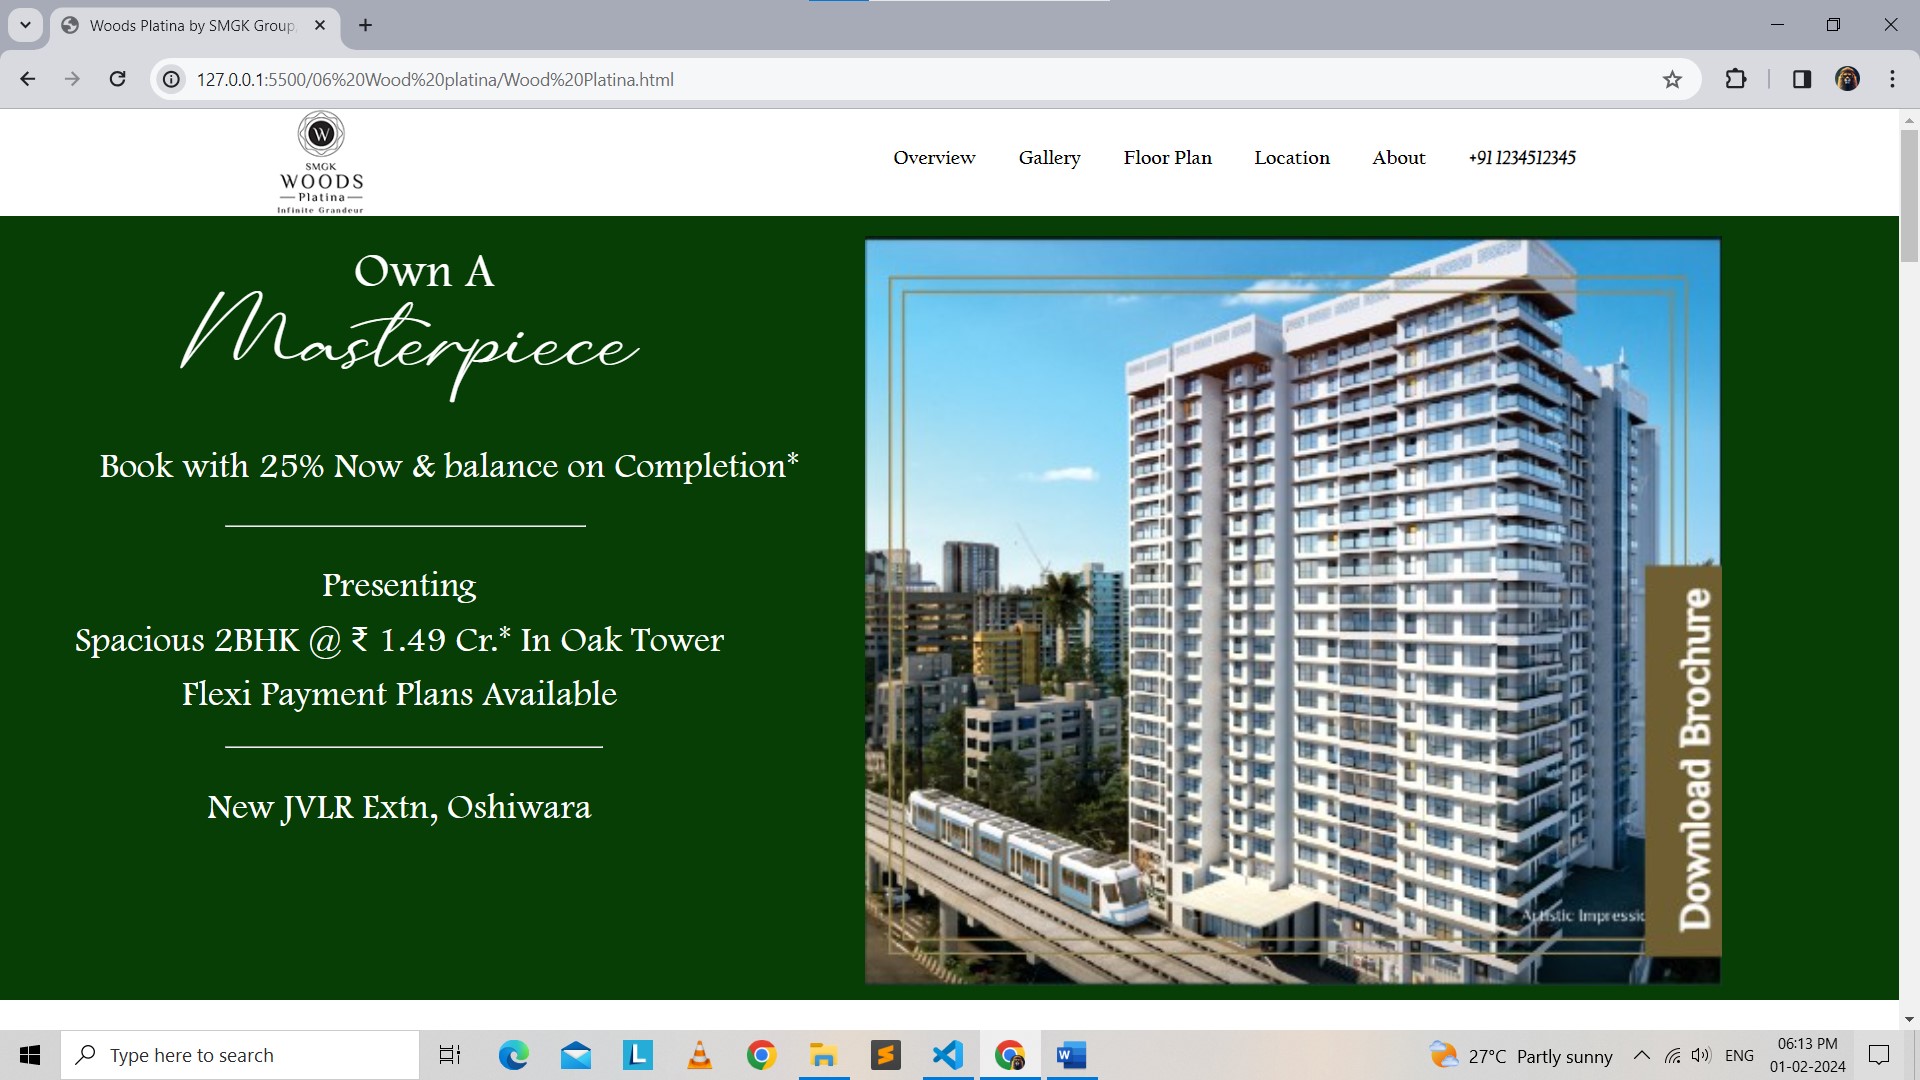 Woods Platina by SMGK Group,
127.0.0.1:5500/06%20Wood%20platina/Wood%20Platina.html
W
SMGK
WOODS
Platina
Infinite Grandeur
Overview Gallery Floor Plan Location About +91 1234512345
Own A
Masterpiece
Book with 25% Now & balance on Completion*
Presenting
Spacious 2BHK @ ₹ 1.49 Cr.* In Oak Tower
Flexi Payment Plans Available
New JVLR Extn, Oshiwara
Download Brochure
Artistic Impressic
Type here to search
L
S
W
27°C Partly sunny
ENG
06:13 PM
01-02-2024